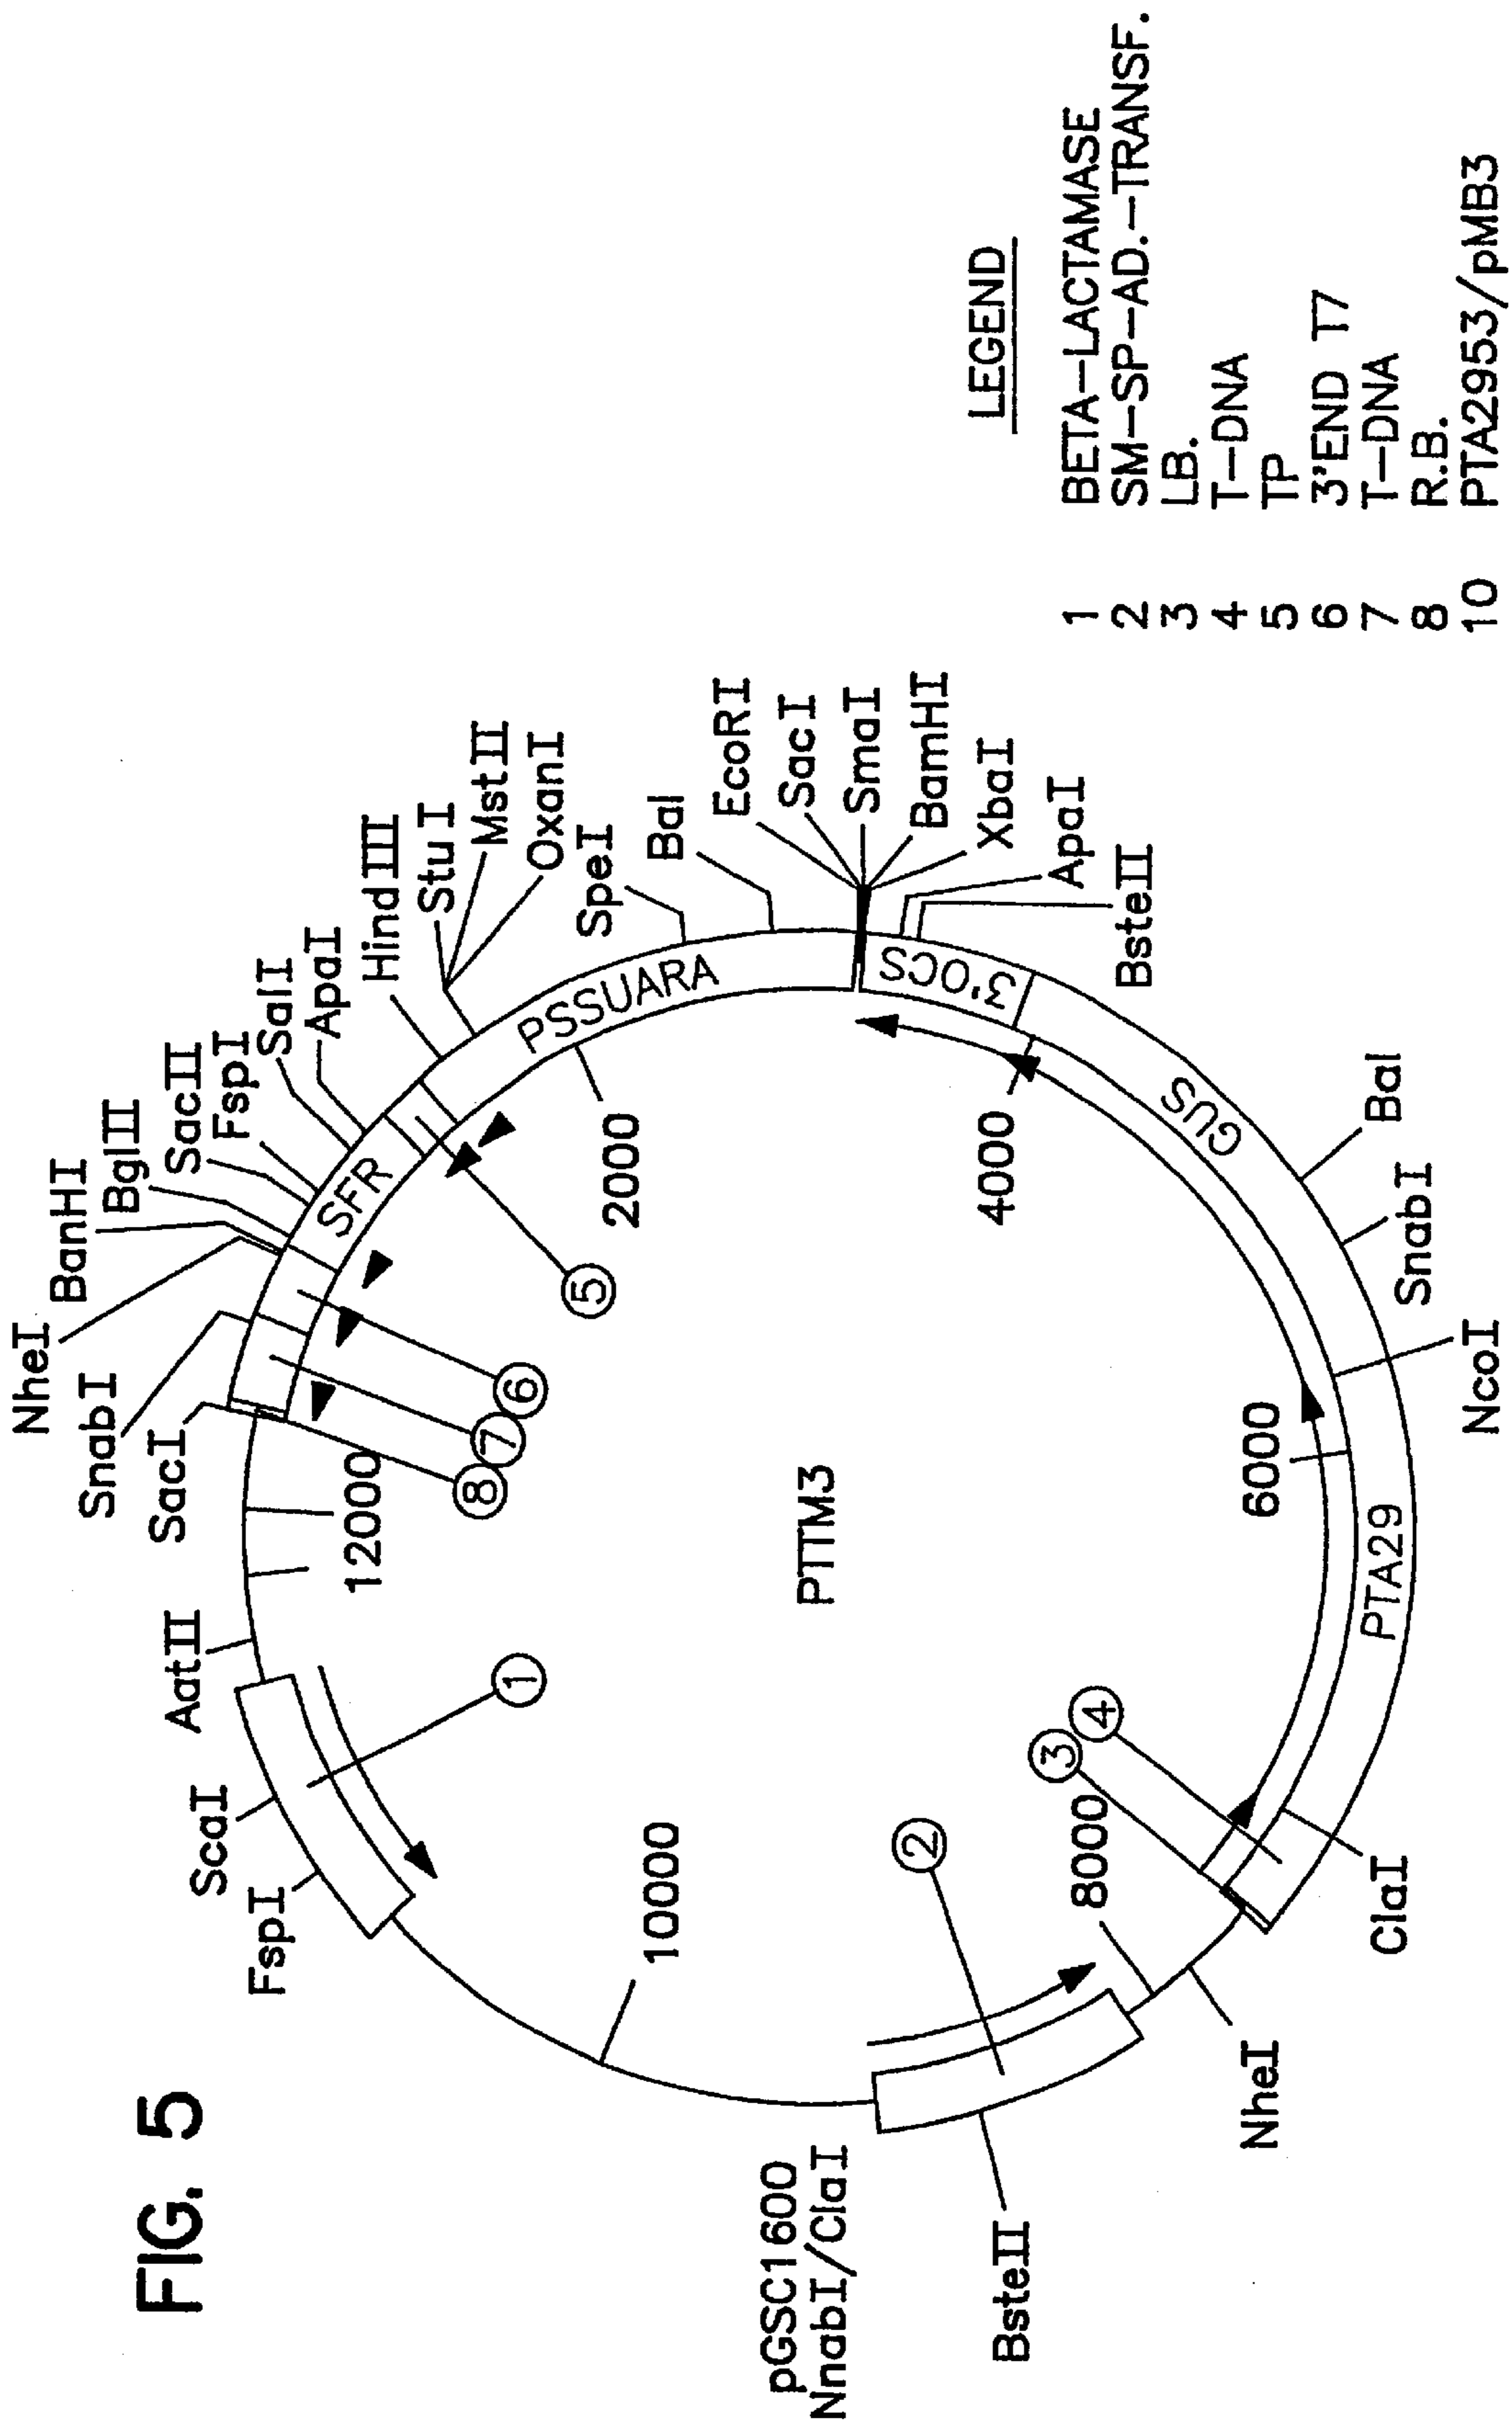 FIG. 5
NheI
BanHI
BglII
SacII
FspI
SalI
ApaI
HindIII
StuI
MstII
OxanI
SpeI
Bal
EcoRI
SacI
SmaI
BamHI
XbaI
ApaI
BsteII
Bal
SnabI
NcoI
ClaI
NheI
BsteII
pGSC1600
NnabI/ClaI
FspI
ScaI
AatII
SacI
SnabI
SFR
PSSUARA
3'OCS
GUS
PTA29
2000
4000
6000
8000
10000
12000
1
2
3
4
5
6
7
8
PTTM3
LEGEND
1 BETA-LACTAMASE
2 SM-SP-AD.-TRANSF.
3 LB.
4 T-DNA
5 TP
6 3'END T7
7 T-DNA
8 R.B.
10 PTA2953/pMB3